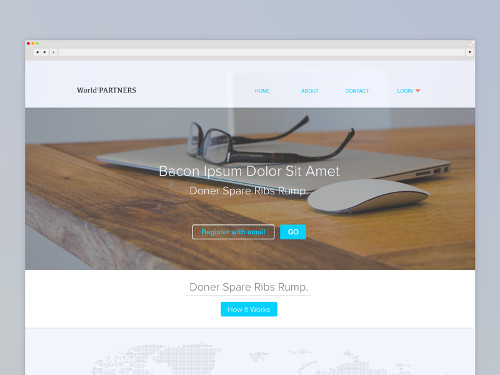 World'PARTNERS
HOME ABOUT CONTACT LOGIN
Bacon Ipsum Dolor Sit Amet
Doner Spare Ribs Rump.
Register with email GO
Doner Spare Ribs Rump.
How It Works